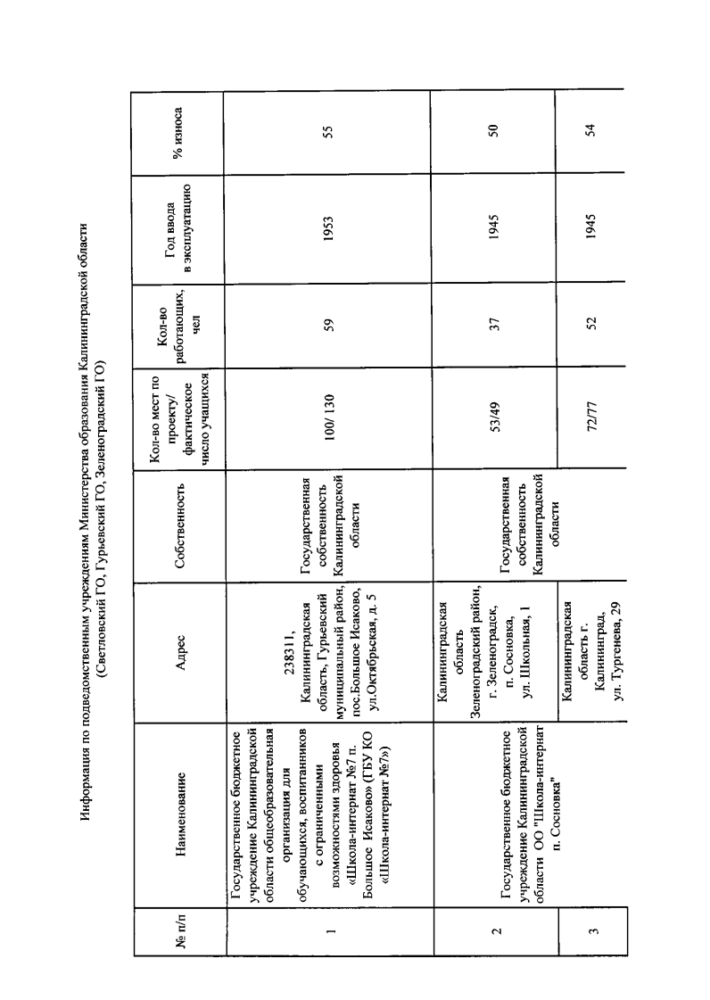 Информация по подведомственным учреждениям Министерства образования Калининградской области
(Светловский ГО, Гурьевский ГО, Зеленоградский ГО)
№ п/п
Наименование
Адрес
Собственность
Кол-во мест по
проекту/
фактическое
число учащихся
Кол-во
работающих,
чел
Год ввода
в эксплуатацию
% износа
1
Государственное бюджетное
учреждение Калининградской
области общеобразовательная
организация для
обучающихся, воспитанников
с ограниченными
возможностями здоровья
«Школа-интернат №7 п.
Большое Исаково» (ГБУ КО
«Школа-интернат №7»)
238311,
Калининградская
область, Гурьевский
муниципальный район,
пос.Большое Исаково,
ул.Октябрьская, д. 5
Государственная
собственность
Калининградской
области
100/ 130
59
1953
55
2
Государственное бюджетное
учреждение Калининградской
области ОО "Школа-интернат
п. Сосновка"
Калининградская
область
Зеленоградский район,
г. Зеленоградск,
п. Сосновка,
ул. Школьная, 1
Государственная
собственность
Калининградской
области
53/49
37
1945
50
3
Калининградская
область г.
Калининград,
ул. Тургенева, 29
72/77
52
1945
54